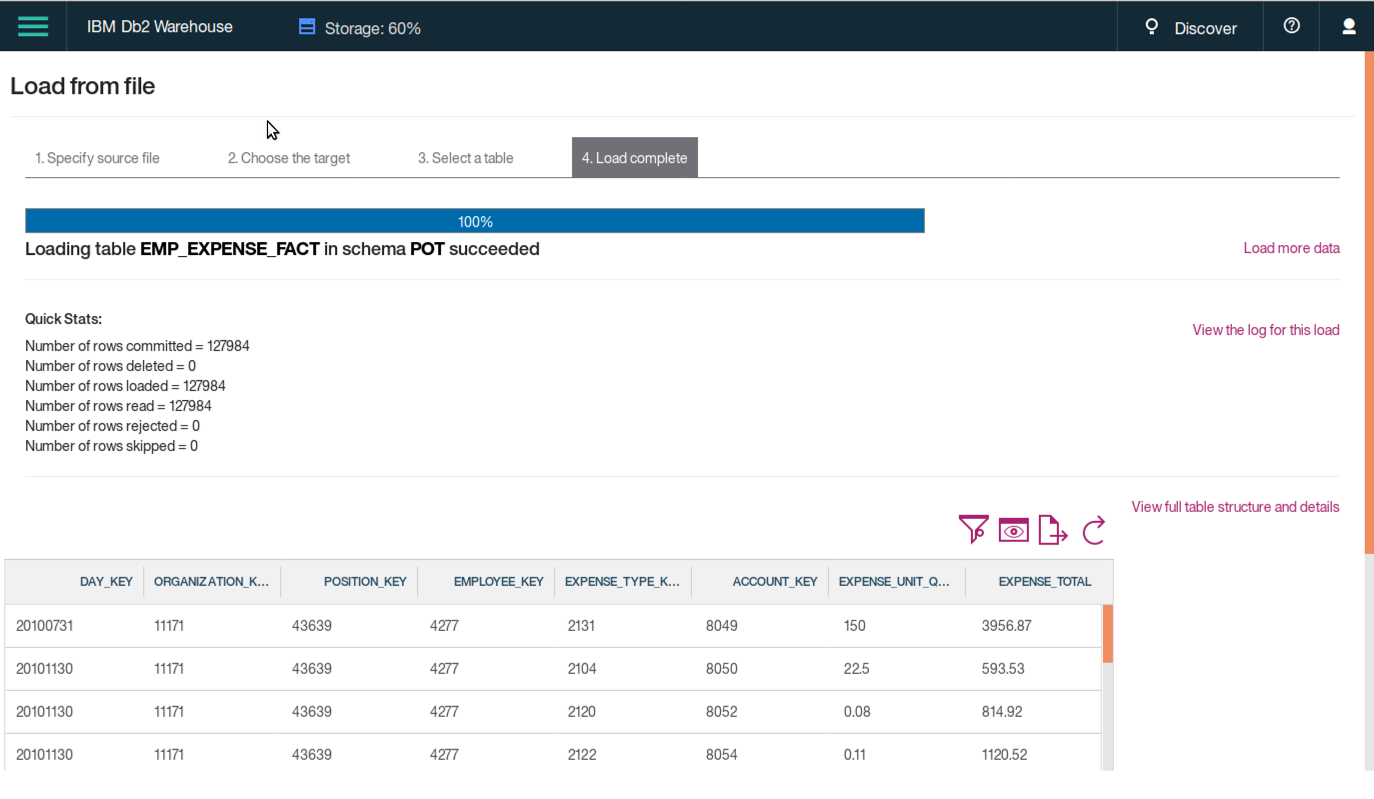 IBM Db2 Warehouse Storage: 60% Discover
Load from file
1. Specify source file 2. Choose the target 3. Select a table 4. Load complete
100%
Loading table EMP_EXPENSE_FACT in schema POT succeeded Load more data
Quick Stats:
View the log for this load
Number of rows committed = 127984
Number of rows deleted = 0
Number of rows loaded = 127984
Number of rows read = 127984
Number of rows rejected = 0
Number of rows skipped = 0
View full table structure and details
DAY_KEY ORGANIZATION_K... POSITION_KEY EMPLOYEE_KEY EXPENSE_TYPE_K... ACCOUNT_KEY EXPENSE_UNIT_Q... EXPENSE_TOTAL
20100731 11171 43639 4277 2131 8049 150 3956.87
20101130 11171 43639 4277 2104 8050 22.5 593.53
20101130 11171 43639 4277 2120 8052 0.08 814.92
20101130 11171 43639 4277 2122 8054 0.11 1120.52